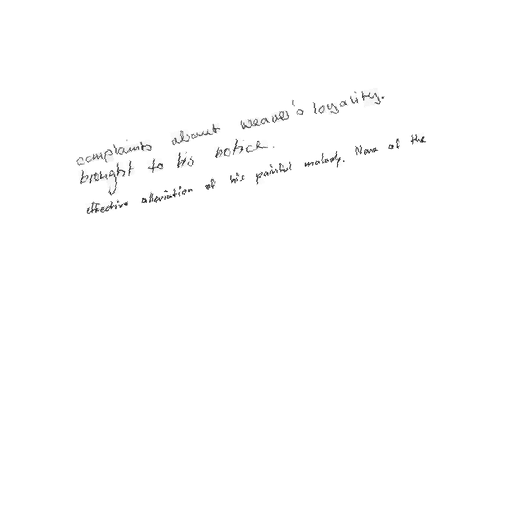 complaints about Weaver's loyality.
brought to his notice.
effective alleviation of his painful malady. None of the